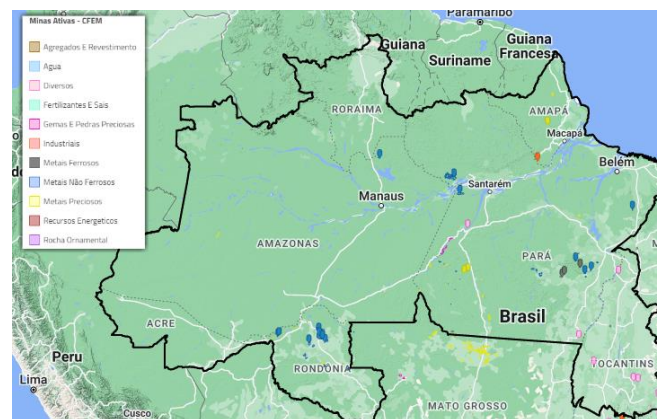 Minas Ativas - CFEM
Agregados E Revestimento
Agua
Diversos
Fertilizantes E Sais
Gemas E Pedras Preciosas
Industriais
Metais Ferrosos
Metais Não Ferrosos
Metais Preciosos
Recursos Energeticos
Rocha Ornamental
Paramaribo
Guiana
Suriname
Guiana
Francesa
RORAIMA
AMAPÁ
Macapá
Belém
Manaus
Santarém
AMAZONAS
PARÁ
Brasil
ACRE
Peru
RONDÔNIA
TOCANTINS
Lima
Cusco
MATO GROSSO